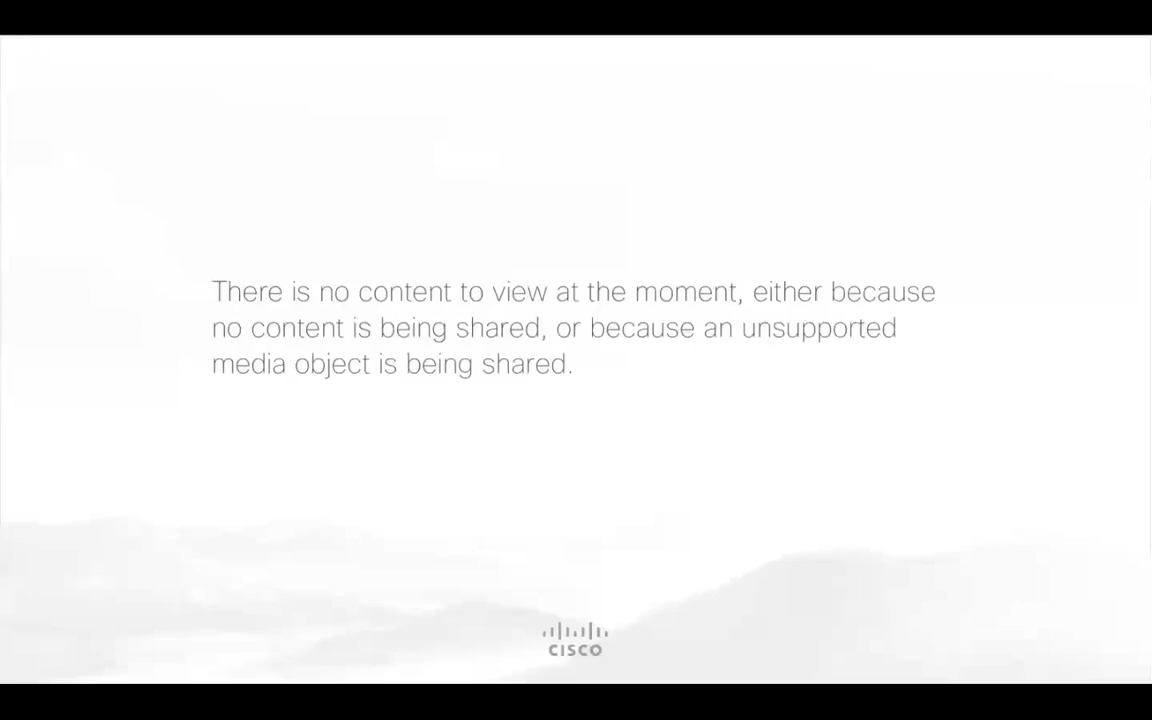 There is no content to view at the moment, either because
no content is being shared, or because an unsupported
media object is being shared.
CISCO